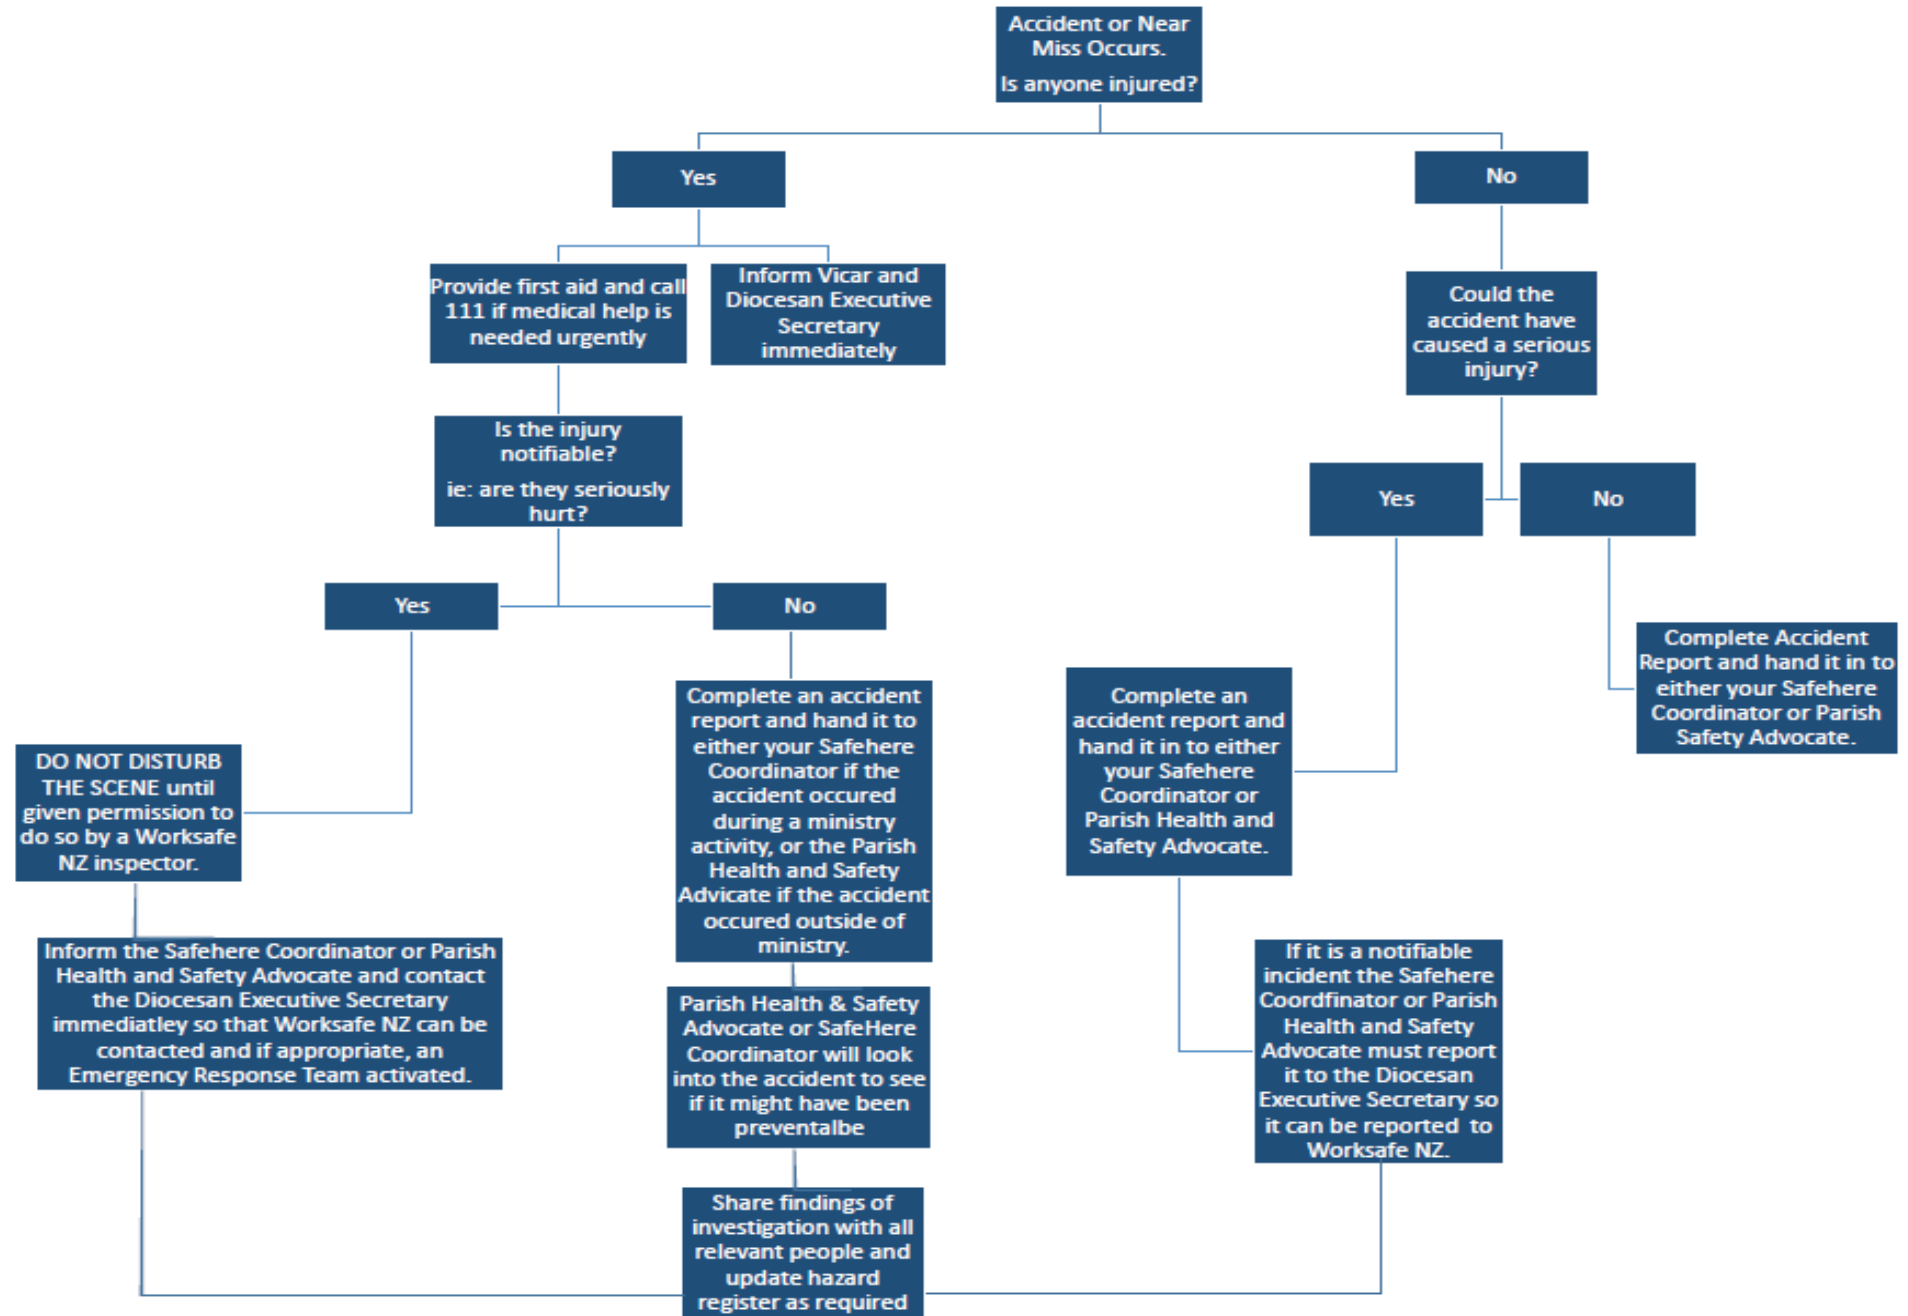 Accident or Near
Miss Occurs.
Is anyone injured?
Yes
No
Provide first aid and call
111 if medical help is
needed urgently
Inform Vicar and
Diocesan Executive
Secretary
immediately
Could the
accident have
caused a serious
injury?
Is the injury
notifiable?
ie: are they seriously
hurt?
Yes
No
Yes
No
Complete Accident
Report and hand it in to
either your Safehere
Coordinator or Parish
Safety Advocate.
Complete an accident
report and hand it to
either your Safehere
Coordinator if the
accident occured
during a ministry
activity, or the Parish
Health and Safety
Advicate if the accident
occured outside of
ministry.
Complete an
accident report and
hand it in to either
your Safehere
Coordinator or
Parish Health and
Safety Advocate.
DO NOT DISTURB
THE SCENE until
given permission to
do so by a Worksafe
NZ inspector.
Inform the Safehere Coordinator or Parish
Health and Safety Advocate and contact
the Diocesan Executive Secretary
immediatley so that Worksafe NZ can be
contacted and if appropriate, an
Emergency Response Team activated.
Parish Health & Safety
Advocate or SafeHere
Coordinator will look
into the accident to see
if it might have been
preventalbe
If it is a notifiable
incident the Safehere
Coordfinator or Parish
Health and Safety
Advocate must report
it to the Diocesan
Executive Secretary so
it can be reported to
Worksafe NZ.
Share findings of
investigation with all
relevant people and
update hazard
register as required